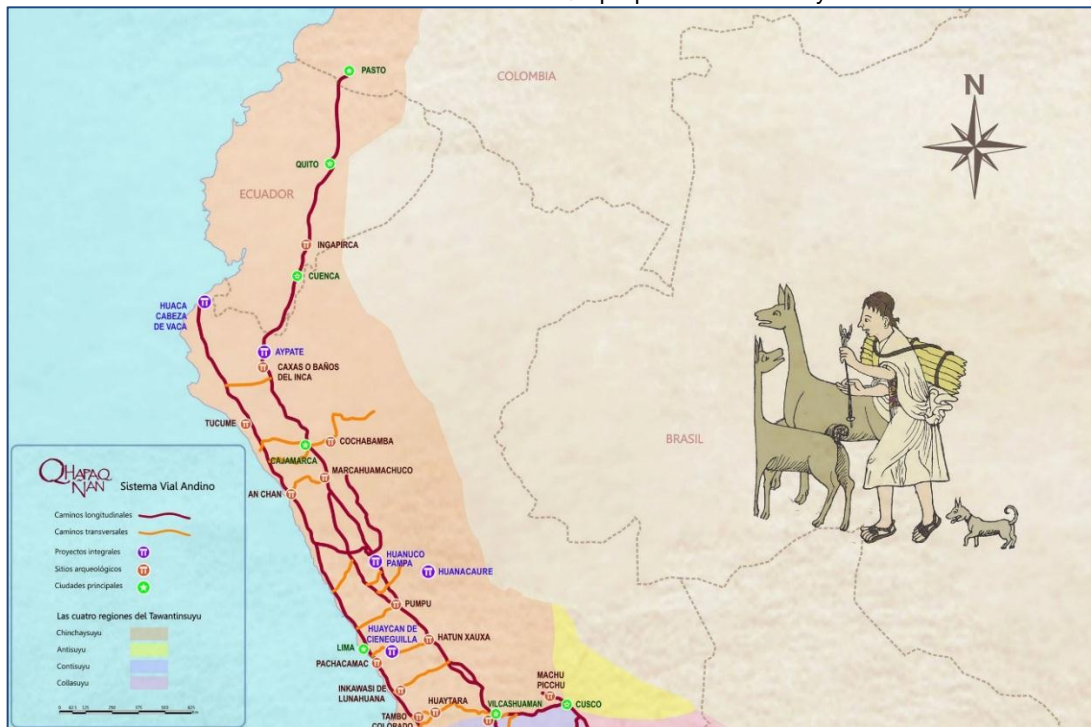 PASTO
COLOMBIA
N
QUITO
ECUADOR
INGAPIRCA
CUENCA
HUACA
CABEZA
DE VACA
AYPATE
CAXAS O BAÑOS
DEL INCA
TUCUME
COCHABAMBA
BRASIL
CAJAMARCA
MARCAHUAMACHUCO
AN CHAN
HUANUCO
PAMPA
HUANACAURE
PUMPU
HUAYCAN DE
CIENEGUILLA
HATUN XAUXA
LIMA
PACHACAMAC
INKAWASI DE
LUNAHUANA
HUAYTARA
TAMBO
COLORADO
VILCASHUAMAN
MACHU
PICCHU
CUSCO
QHAPAQ
ÑAN
Sistema Vial Andino
Caminos longitudinales
Caminos transversales
Proyectos integrales
Sitios arqueológicos
Ciudades principales
Las cuatro regiones del Tawantinsuyu
Chinchaysuyu
Antisuyu
Contisuyu
Collasuyu